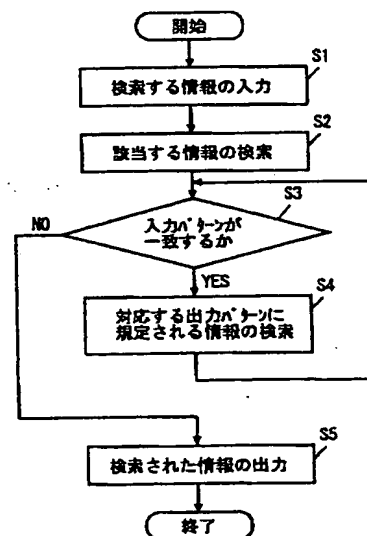 開始
S1
検索する情報の入力
S2
該当する情報の検索
S3
入力パターンが
一致するか
NO
YES
S4
対応する出力パターンに
規定される情報の検索
S5
検索された情報の出力
終了